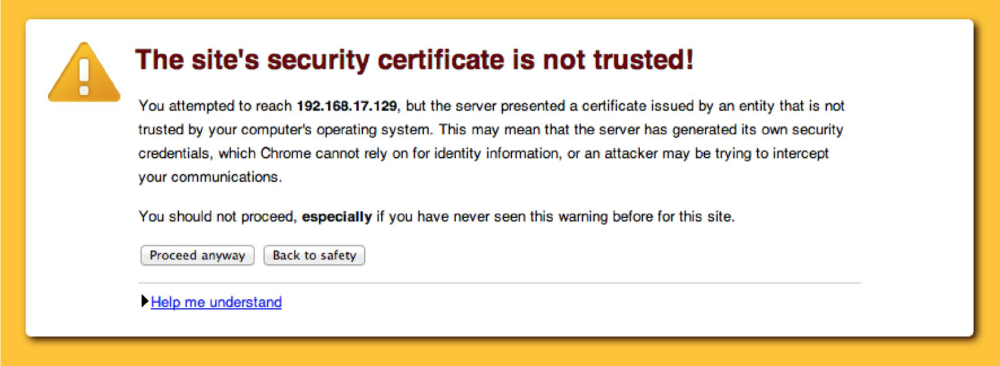 The site's security certificate is not trusted!
You attempted to reach 192.168.17.129, but the server presented a certificate issued by an entity that is not
trusted by your computer's operating system. This may mean that the server has generated its own security
credentials, which Chrome cannot rely on for identity information, or an attacker may be trying to intercept
your communications.
You should not proceed, especially if you have never seen this warning before for this site.
Proceed anyway Back to safety
Help me understand